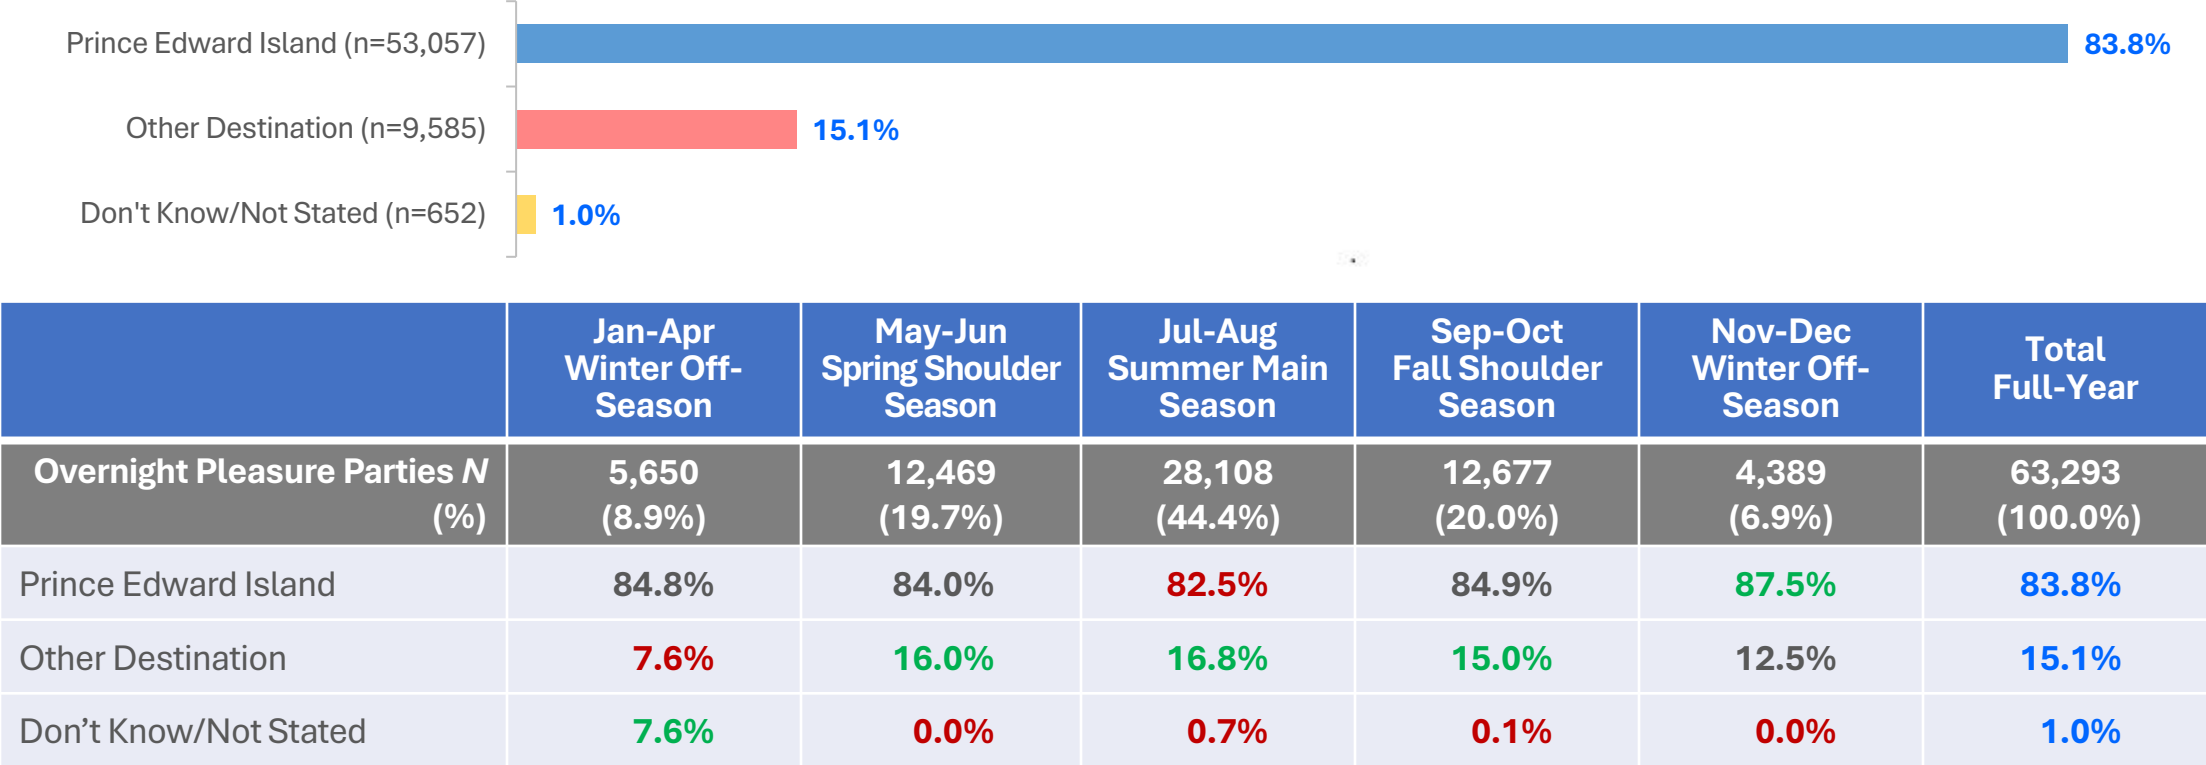 Prince Edward Island (n=53,057)
83.8%
Other Destination (n=9,585)
15.1%
Don't Know/Not Stated (n=652)
1.0%
Jan-Apr
Winter Off-
Season
May-Jun
Spring Shoulder
Season
Jul-Aug
Summer Main
Season
Sep-Oct
Fall Shoulder
Season
Nov-Dec
Winter Off-
Season
Total
Full-Year
Overnight Pleasure Parties N
(%)
5,650
(8.9%)
12,469
(19.7%)
28,108
(44.4%)
12,677
(20.0%)
4,389
(6.9%)
63,293
(100.0%)
Prince Edward Island 84.8% 84.0% 82.5% 84.9% 87.5% 83.8%
Other Destination 7.6% 16.0% 16.8% 15.0% 12.5% 15.1%
Don’t Know/Not Stated 7.6% 0.0% 0.7% 0.1% 0.0% 1.0%